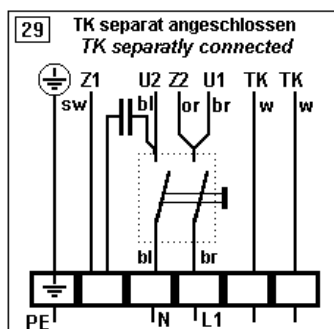 29 TK separat angeschlossen
TK separatly connected
Z1 U2 Z2 U1 TK TK
sw bl or br w w
bl br
PE N L1